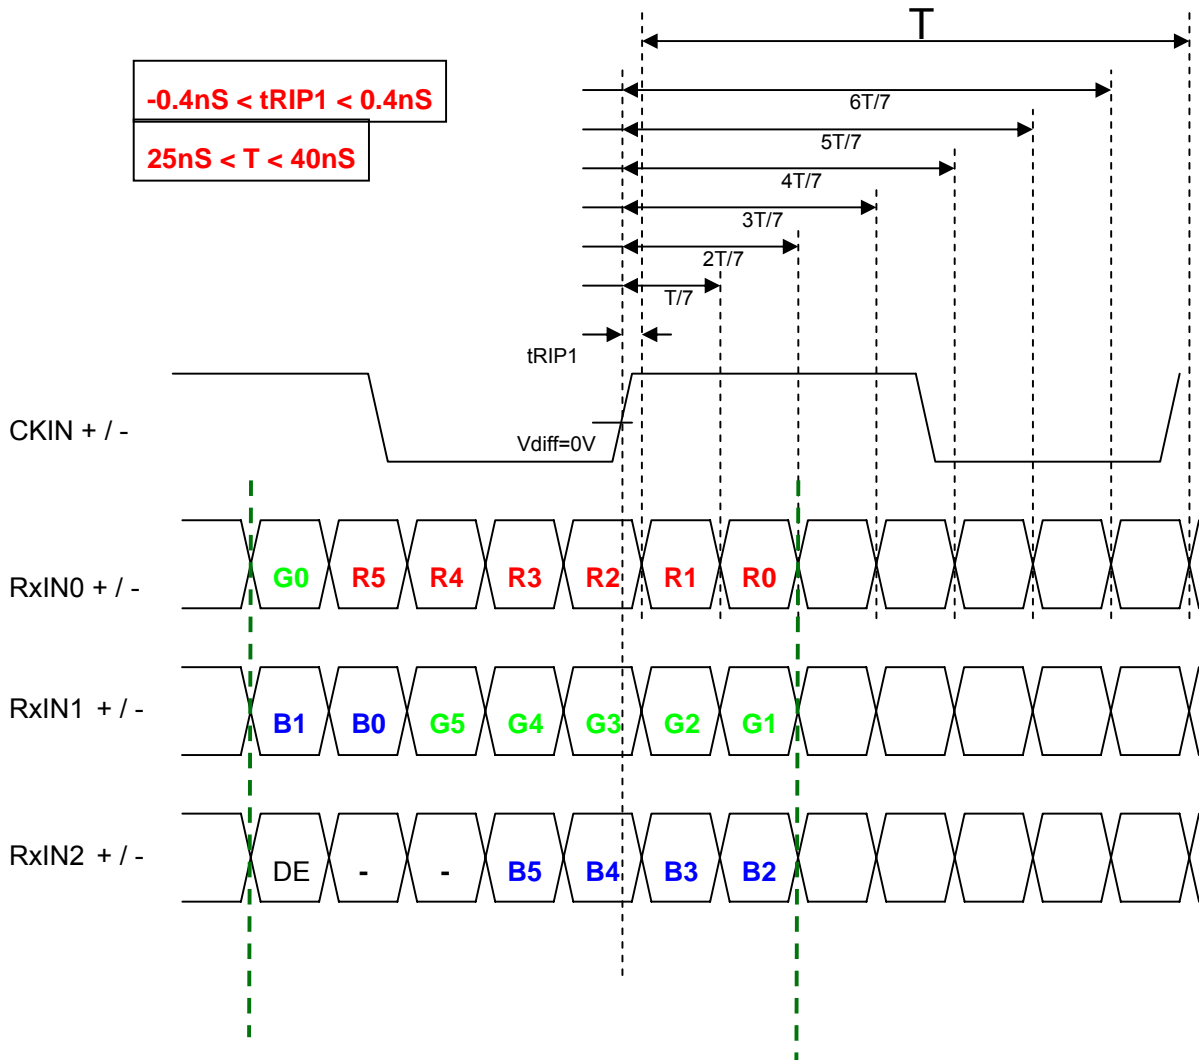 T
-0.4nS < tRIP1 < 0.4nS
25nS < T < 40nS
6T/7
5T/7
4T/7
3T/7
2T/7
T/7
tRIP1
CKIN + / -
Vdiff=0V
RxIN0 + / - G0 R5 R4 R3 R2 R1 R0
RxIN1 + / - B1 B0 G5 G4 G3 G2 G1
RxIN2 + / - DE - - B5 B4 B3 B2